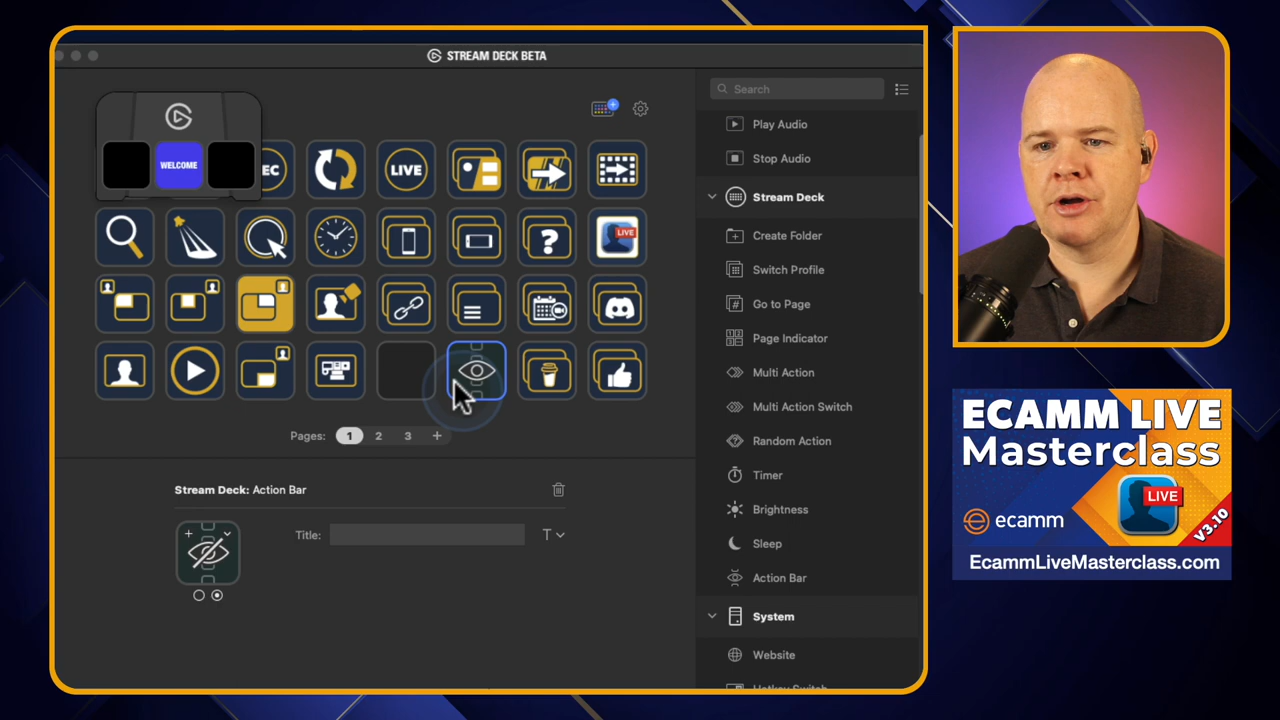 STREAM DECK BETA
WELCOME
EC
LIVE
?
LIVE
Pages: 1 2 3 +
Stream Deck: Action Bar
Title:
T
Search
Play Audio
Stop Audio
Stream Deck
Create Folder
Switch Profile
Go to Page
Page Indicator
Multi Action
Multi Action Switch
Random Action
Timer
Brightness
Sleep
Action Bar
System
Website
Hotkey Switch
ECAMM LIVE
Masterclass
LIVE
ecamm
v3.10
EcammLiveMasterclass.com